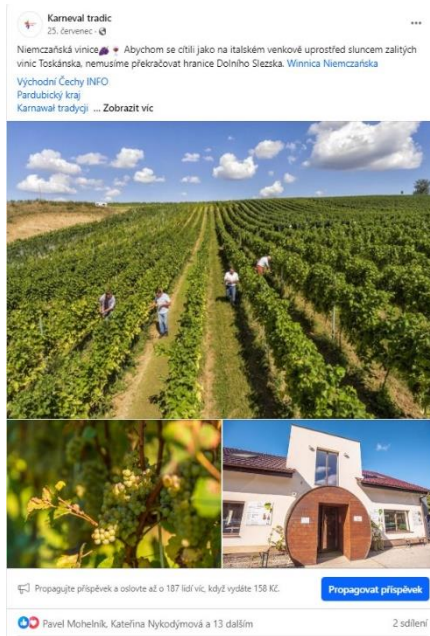 Karneval tradic
25. červenec ·
Niemczańska vinice🍇🍷 Abychom se cítili jako na italském venkově uprostřed sluncem zalitých
vinic Toskánska, nemusíme překračovat hranice Dolního Slezska. Winnica Niemczańska
Východní Čechy INFO
Pardubický kraj
Karnawał tradycji ... Zobrazit víc
Propagujte příspěvek a oslovte až o 187 lidí víc, když vydáte 158 Kč.
Propagovat příspěvek
Pavel Mohelník, Kateřina Nykodýmová a 13 dalším
2 sdílení